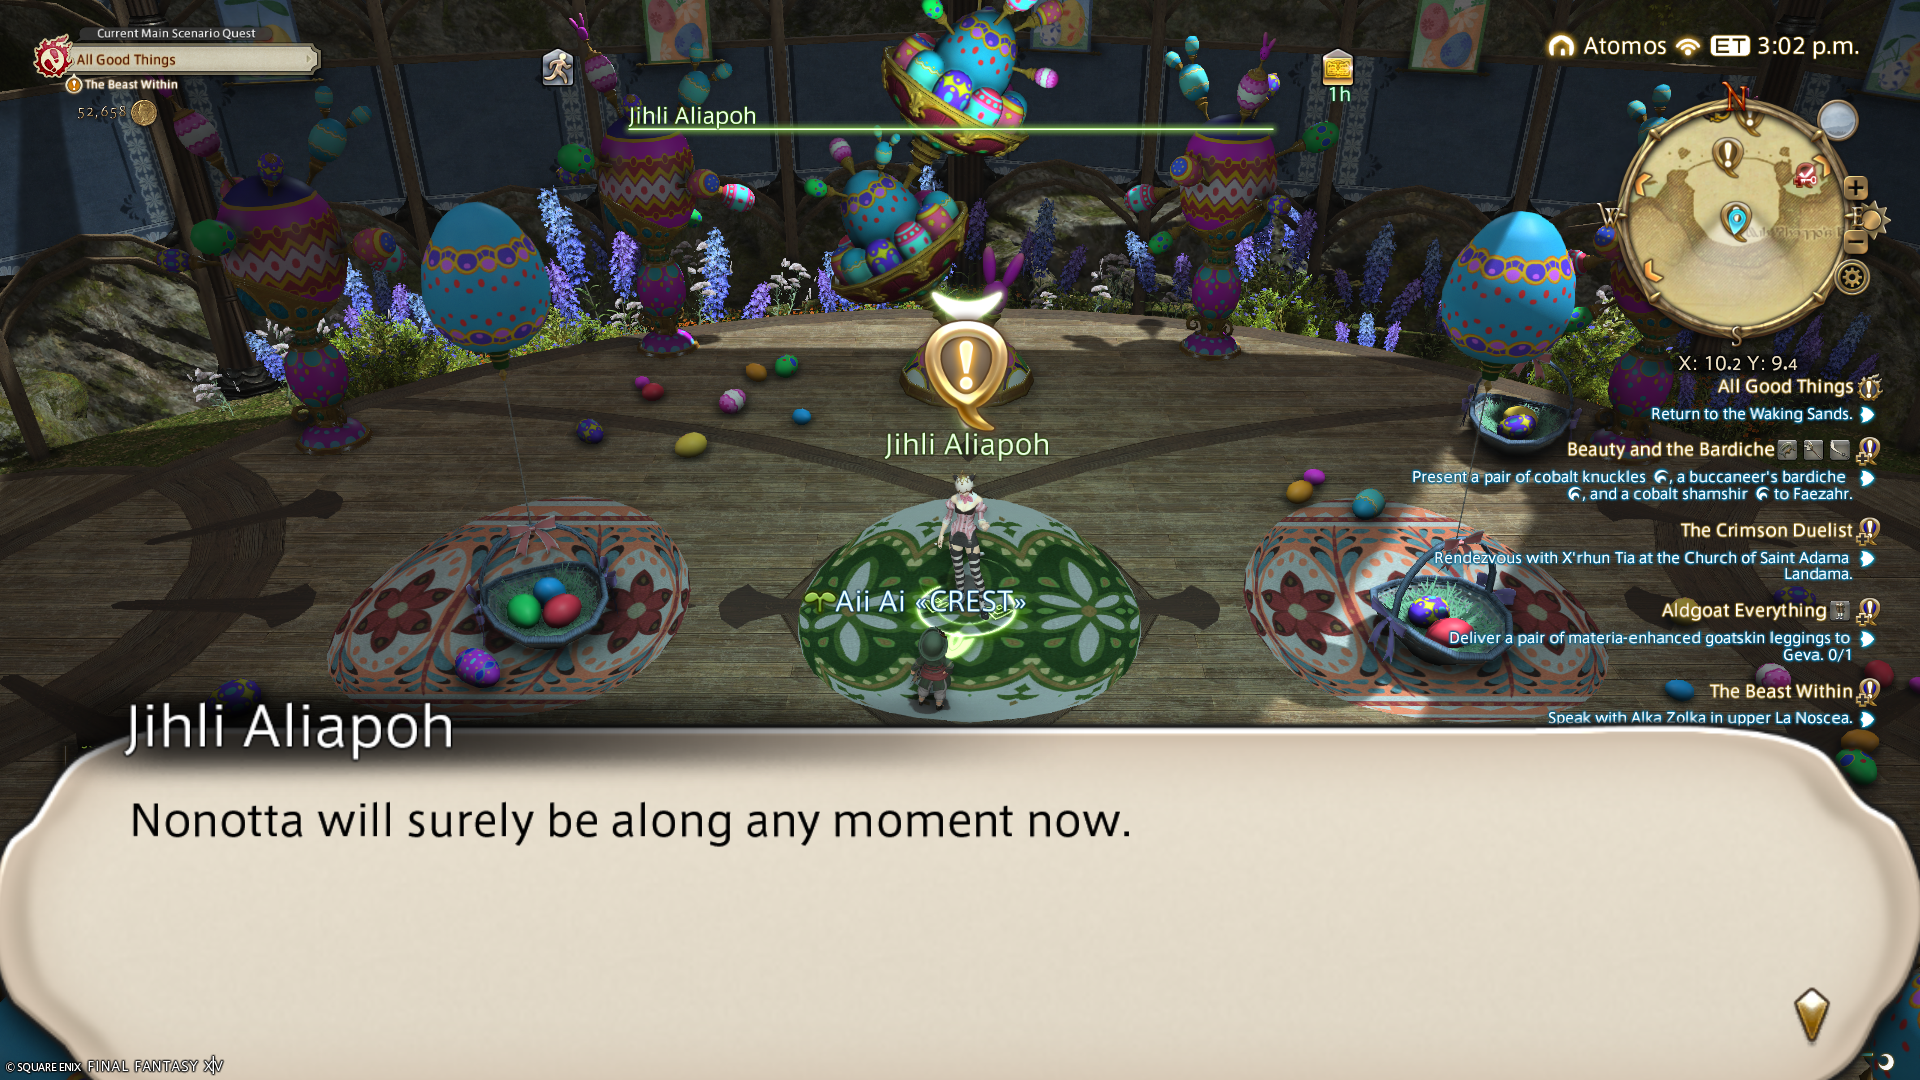 Current Main Scenario Quest
All Good Things
The Beast Within
52,658
Jihli Aliapoh
1h
Atomos ET 3:02 p.m.
N
W
E
S
X: 10.2 Y: 9.4
All Good Things
Return to the Waking Sands.
Beauty and the Bardiche
Present a pair of cobalt knuckles, a buccaneer's bardiche
, and a cobalt shamshir to Faezahr.
The Crimson Duelist
Rendezvous with X'rhun Tia at the Church of Saint Adama
Landama.
Aldgoat Everything
Deliver a pair of materia-enhanced goatskin leggings to
Geva. 0/1
The Beast Within
Speak with Alka Zolka in upper La Noscea.
Jihli Aliapoh
Aii Ai «CREST»
Jihli Aliapoh
Nonotta will surely be along any moment now.
© SQUARE ENIX FINAL FANTASY XIV